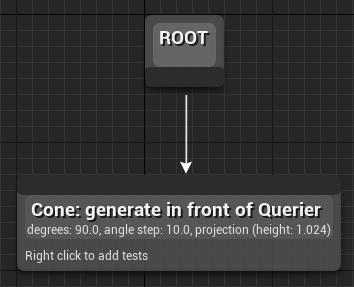 ROOT
Cone: generate in front of Querier
degrees: 90.0, angle step: 10.0, projection (height: 1.024)
Right click to add tests